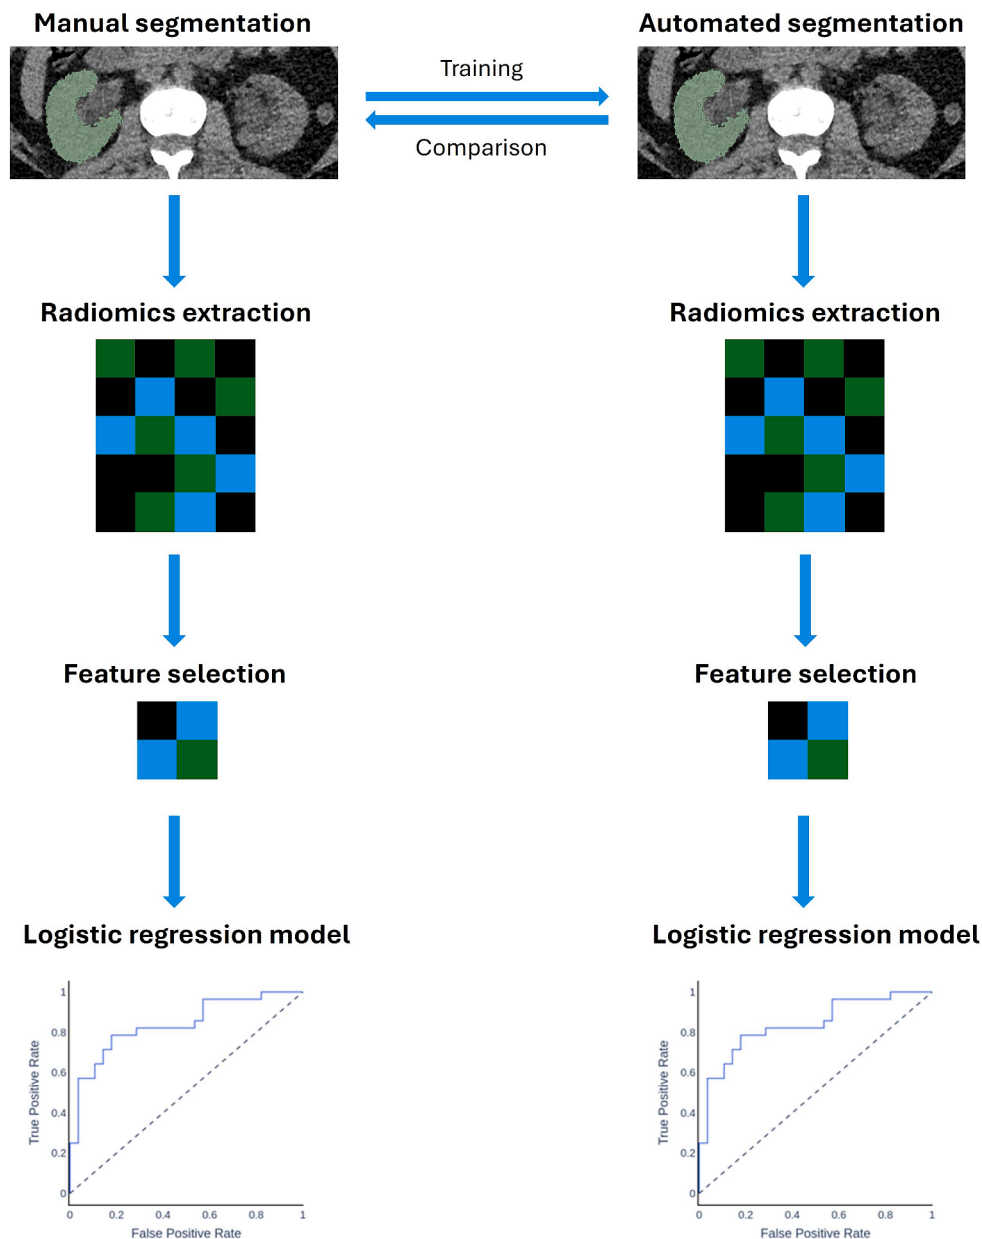 Manual segmentation
Automated segmentation
Training
Comparison
Radiomics extraction
Radiomics extraction
Feature selection
Feature selection
Logistic regression model
Logistic regression model
True Positive Rate
1
0.8
0.6
0.4
0.2
0
0 0.2 0.4 0.6 0.8 1
False Positive Rate
True Positive Rate
1
0.8
0.6
0.4
0.2
0
0 0.2 0.4 0.6 0.8 1
False Positive Rate